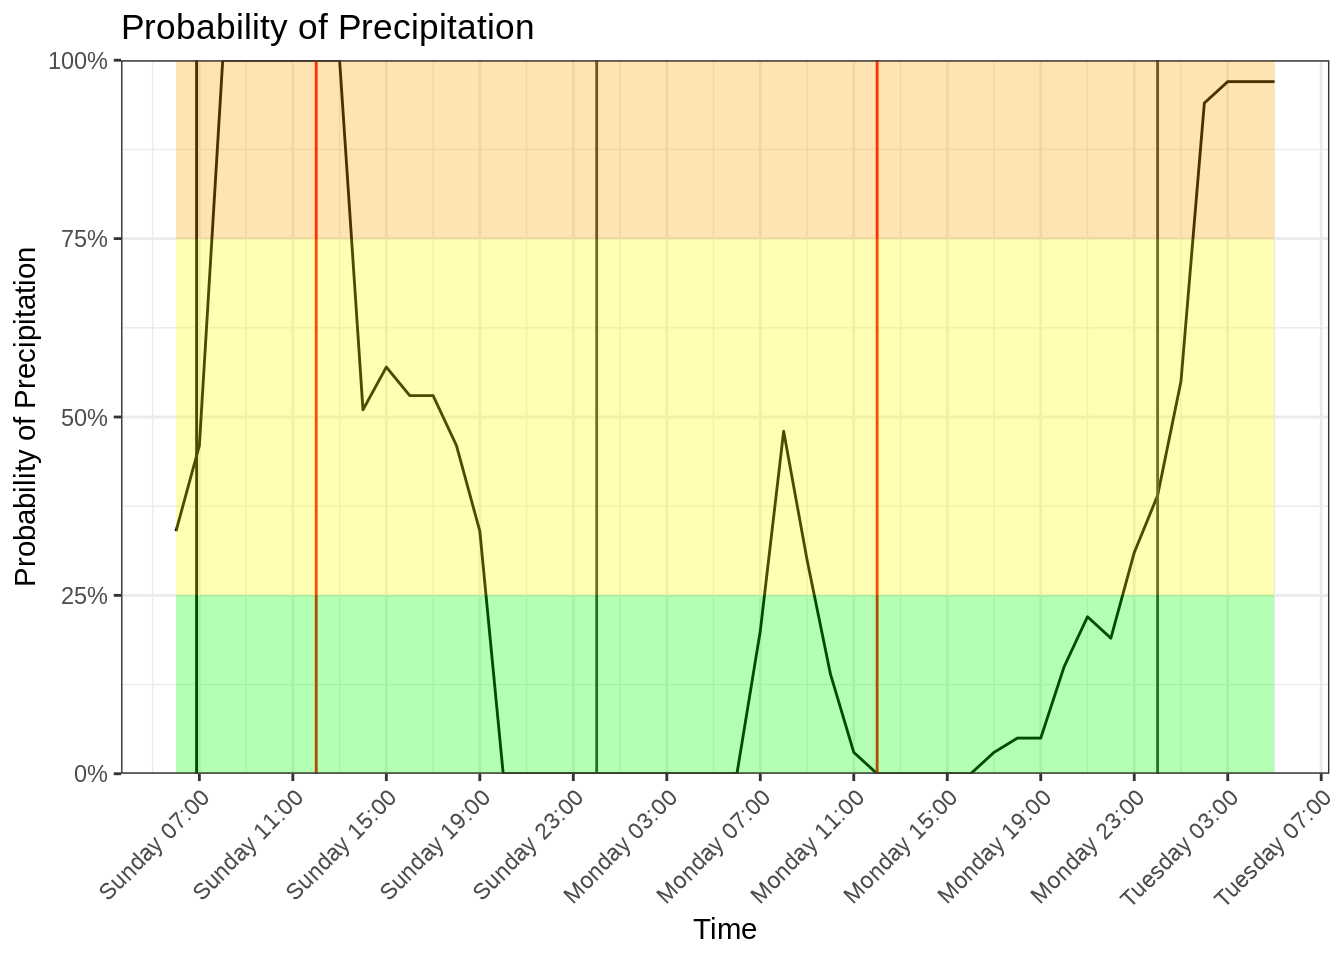 Probability of Precipitation
Probability of Precipitation
100%
75%
50%
25%
0%
Sunday 07:00
Sunday 11:00
Sunday 15:00
Sunday 19:00
Sunday 23:00
Monday 03:00
Monday 07:00
Monday 11:00
Monday 15:00
Monday 19:00
Monday 23:00
Tuesday 03:00
Tuesday 07:00
Time